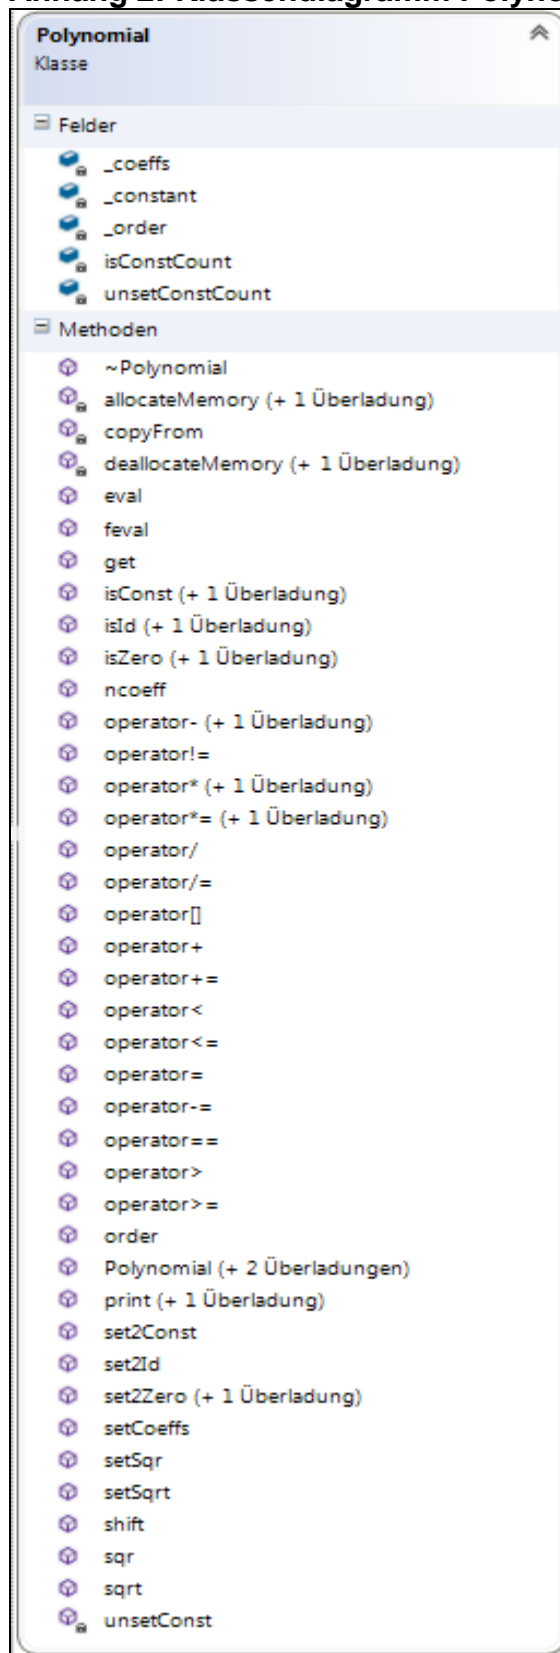 Polynomial
Klasse
Felder
_coeffs
_constant
_order
isConstCount
unsetConstCount
Methoden
~Polynomial
allocateMemory (+ 1 Überladung)
copyFrom
deallocateMemory (+ 1 Überladung)
eval
feval
get
isConst (+ 1 Überladung)
isId (+ 1 Überladung)
isZero (+ 1 Überladung)
ncoeff
operator- (+ 1 Überladung)
operator!=
operator* (+ 1 Überladung)
operator*= (+ 1 Überladung)
operator/
operator/=
operator[]
operator+
operator+=
operator<
operator<=
operator=
operator-=
operator==
operator>
operator>=
order
Polynomial (+ 2 Überladungen)
print (+ 1 Überladung)
set2Const
set2Id
set2Zero (+ 1 Überladung)
setCoeffs
setSqr
setSqrt
shift
sqr
sqrt
unsetConst